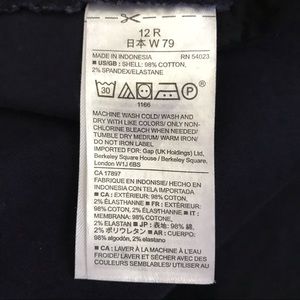 12 R
日本 W 79
MADE IN INDONESIA RN 54023
■ US/GB : SHELL: 98% COTTON,
2% SPANDEX/ELASTANE
30 P
1166
MACHINE WASH COLD/ WASH AND
DRY WITH LIKE COLORS/ ONLY NON-
CHLORINE BLEACH WHEN NEEDED/
TUMBLE DRY MEDIUM/ WARM IRON/
DO NOT IRON LABEL
IMPORTED FOR: Gap (UK Holdings) Ltd,
Berkeley Square House / Berkeley Square,
London W1J 6BS
CA 17897
FABRIQUE EN INDONESIE/ HECHO EN
INDONESIA CON TELA IMPORTADA
■ CA : EXTÉRIEUR: 98% COTON,
2% ÉLASTHANNE ■ FR : EXTÉRIEUR:
98% COTON, 2% ÉLASTHANNE ■ IT :
MEMBRANA: 98% COTONE, 2%
ELASTAN ■ JP : 表地: 98% 綿,
2% ポリウレタン ■ AR : CUERPO:
98% algodón, 2% elastano
■ CA : LAVER À LA MACHINE À L'EAU
FROIDE/ LAVER ET SÉCHER AVEC DES
COULEURS SEMBLABLES/ UTILISER